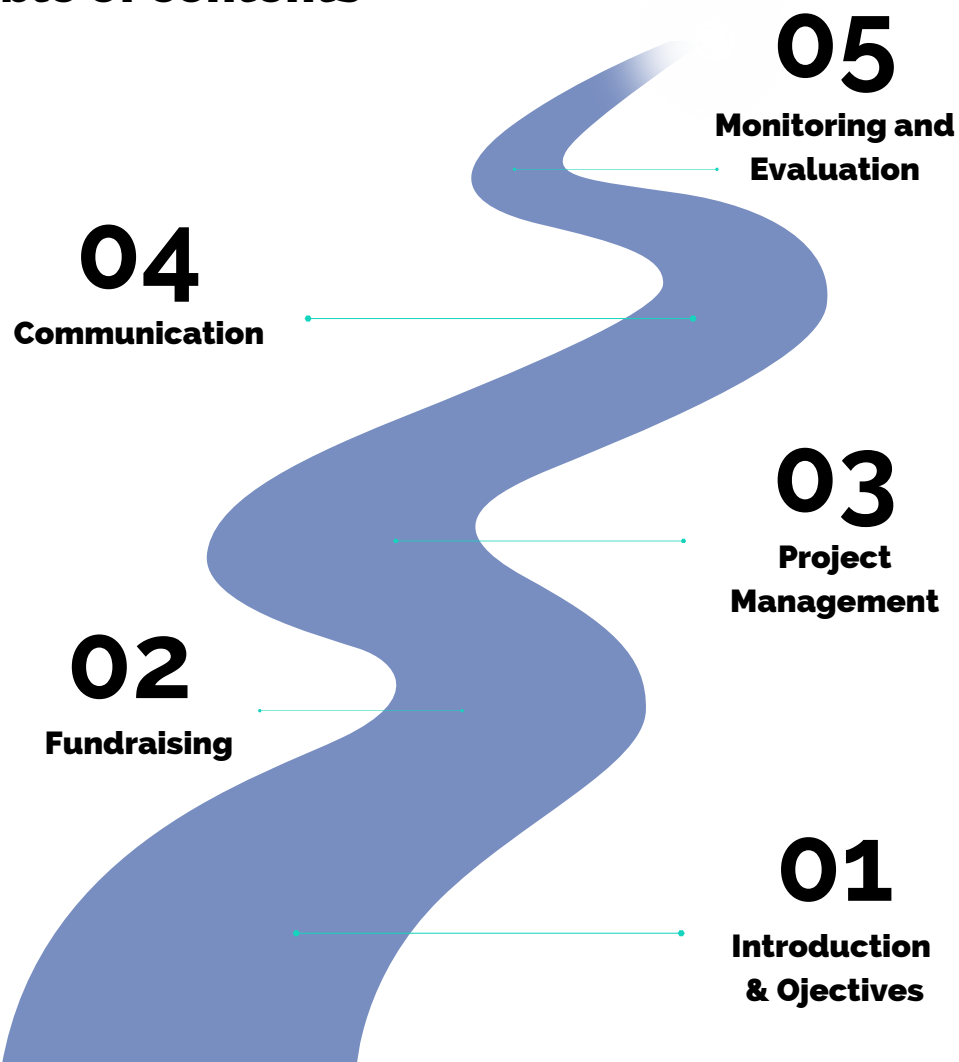 05
Monitoring and
Evaluation
04
Communication
03
Project
Management
02
Fundraising
01
Introduction
& Ojectives